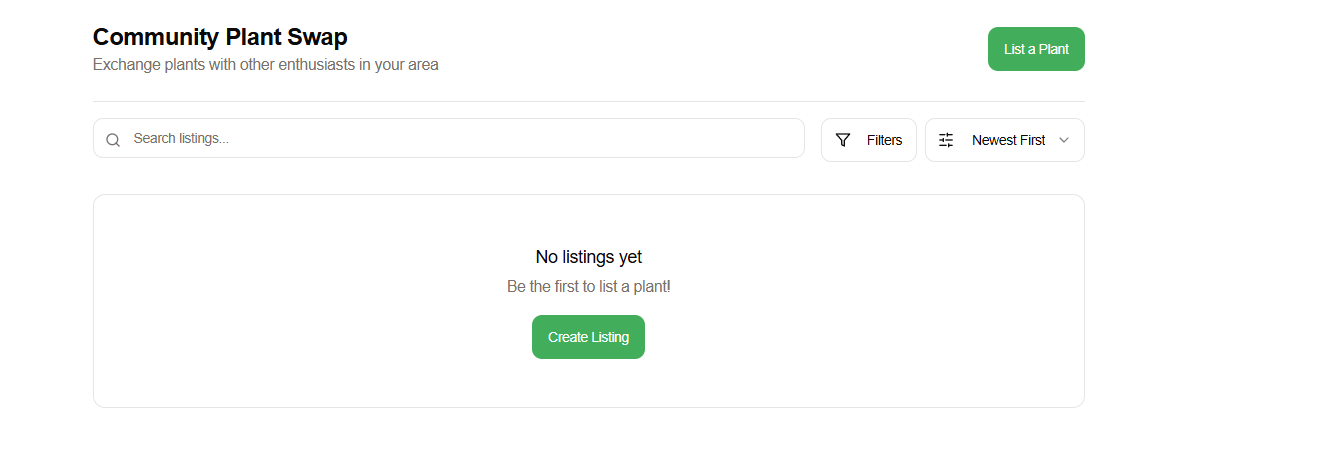 Community Plant Swap
List a Plant
Exchange plants with other enthusiasts in your area
Search listings...
Filters
Newest First
No listings yet
Be the first to list a plant!
Create Listing